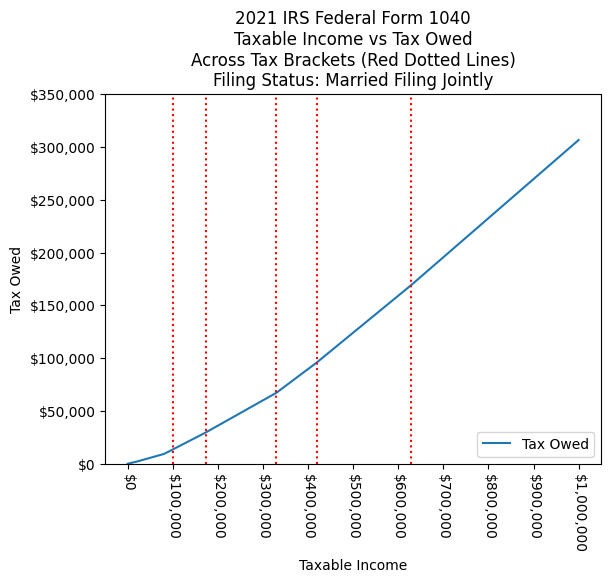 2021 IRS Federal Form 1040
Taxable Income vs Tax Owed
Across Tax Brackets (Red Dotted Lines)
Filing Status: Married Filing Jointly
$350,000
$300,000
$250,000
$200,000
$150,000
$100,000
$50,000
$0
Tax Owed
Tax Owed
$0
$100,000
$200,000
$300,000
$400,000
$500,000
$600,000
$700,000
$800,000
$900,000
$1,000,000
Taxable Income